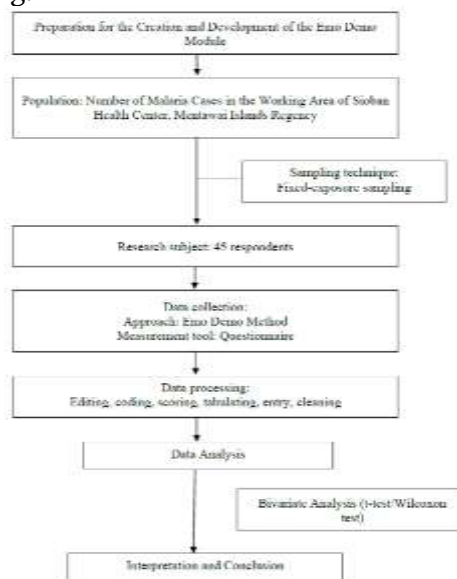 g.
Preparation for the Creation and Development of the Emo Demo
Module
Population: Number of Malaria Cases in the Working Area of Sioban
Health Center, Mentawai Islands Regency
Sampling technique:
Fixed-exposure sampling
Research subject: 45 respondents
Data collection:
Approach: Emo Demo Method
Measurement tool: Questionnaire
Data processing:
Editing, coding, scoring, tabulating, entry, cleaning
Data Analysis
Bivariate Analysis (t-test/Wilcoxon
test)
Interpretation and Conclusion